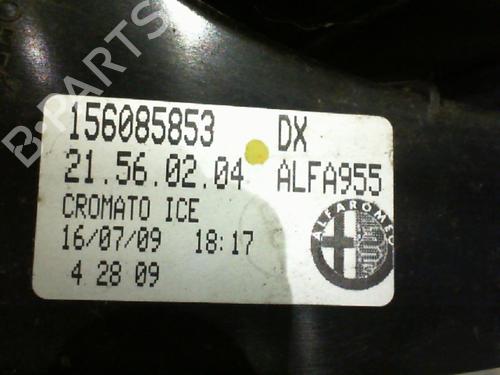 156085853 DX
21.56.02.04 ALFA955
CROMATO ICE
16/07/09 18:17
4 28 09
ALFA ROMEO
B-PARTS